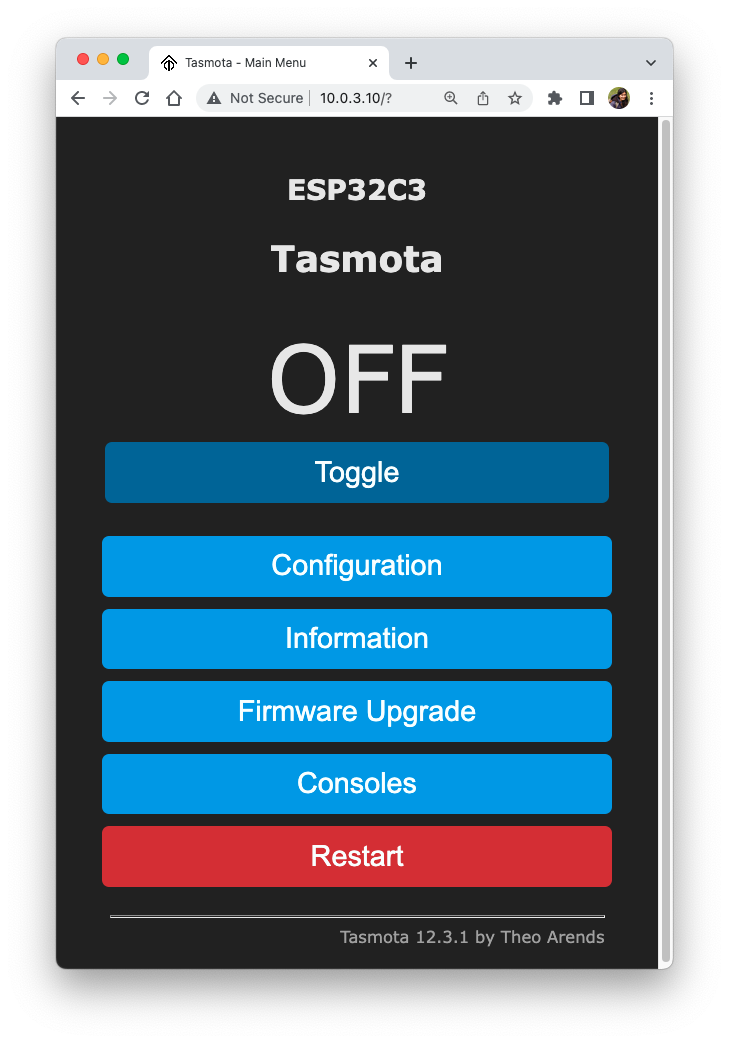 Tasmota - Main Menu
Not Secure | 10.0.3.10/?
ESP32C3
Tasmota
OFF
Toggle
Configuration
Information
Firmware Upgrade
Consoles
Restart
Tasmota 12.3.1 by Theo Arends